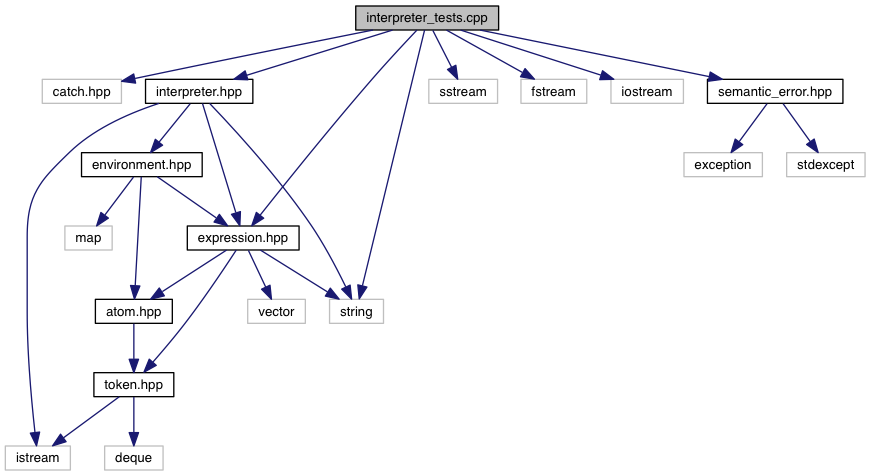 interpreter_tests.cpp
catch.hpp
interpreter.hpp
sstream
fstream
iostream
semantic_error.hpp
environment.hpp
exception
stdexcept
map
expression.hpp
atom.hpp
vector
string
token.hpp
istream
deque